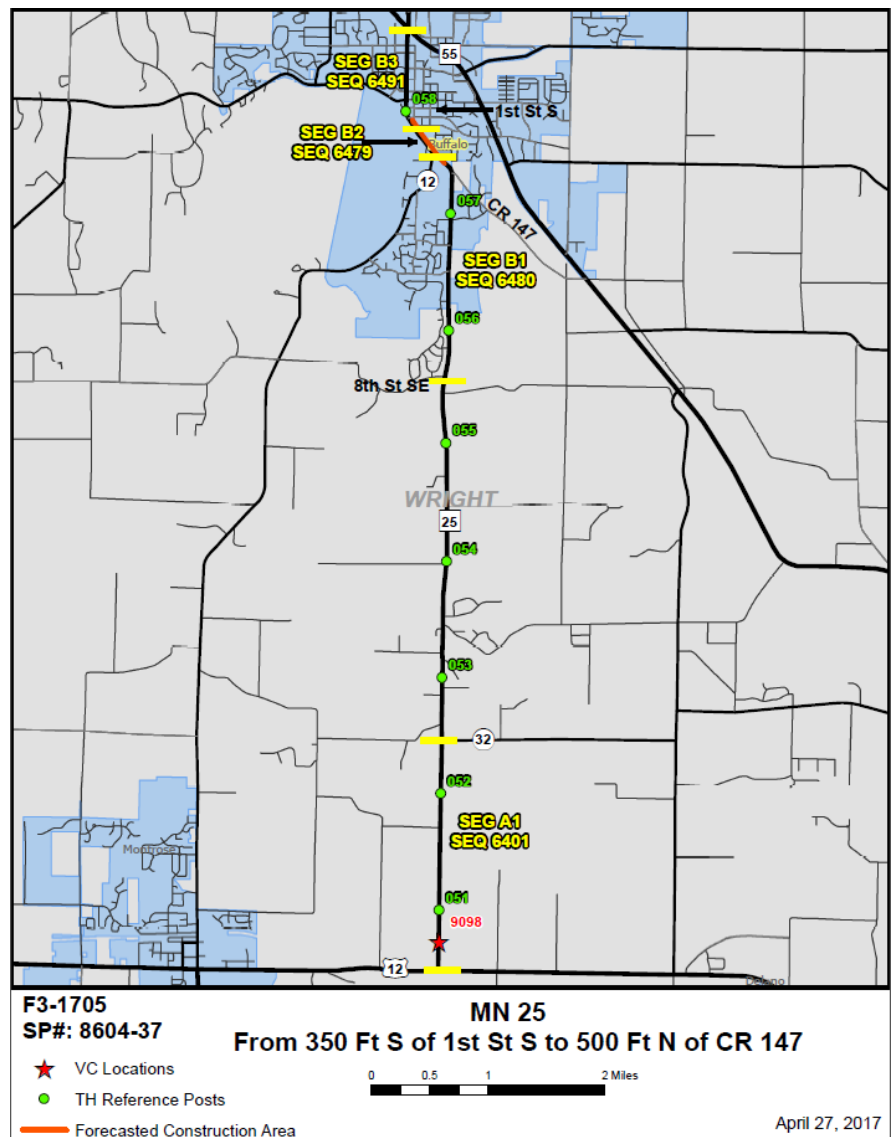 55
SEG B3
SEQ 6491
058
1st St S
SEG B2
SEQ 6479
Buffalo
12
057
CR 147
SEG B1
SEQ 6480
056
8th St SE
055
WRIGHT
25
054
053
32
052
SEG A1
SEQ 6401
Montrose
051
9098
12
Delano
F3-1705
SP#: 8604-37
MN 25
From 350 Ft S of 1st St S to 500 Ft N of CR 147
VC Locations
TH Reference Posts
Forecasted Construction Area
0 0.5 1 2 Miles
April 27, 2017